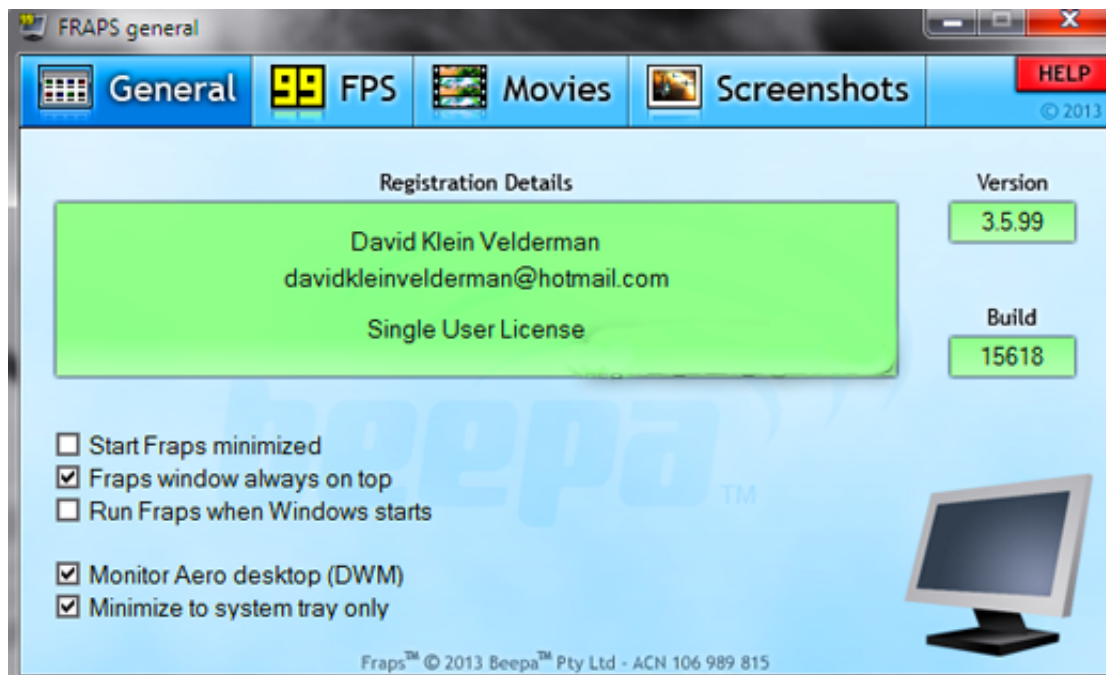 99
FRAPS general
General
99
FPS
Movies
Screenshots
HELP
© 2013
Registration Details
Version
David Klein Velderman
davidkleinvelderman@hotmail.com
Single User License
3.5.99
Build
15618
beepa
TM
Start Fraps minimized
Fraps window always on top
Run Fraps when Windows starts
Monitor Aero desktop (DWM)
Minimize to system tray only
Fraps™ © 2013 Beepa™ Pty Ltd - ACN 106 989 815